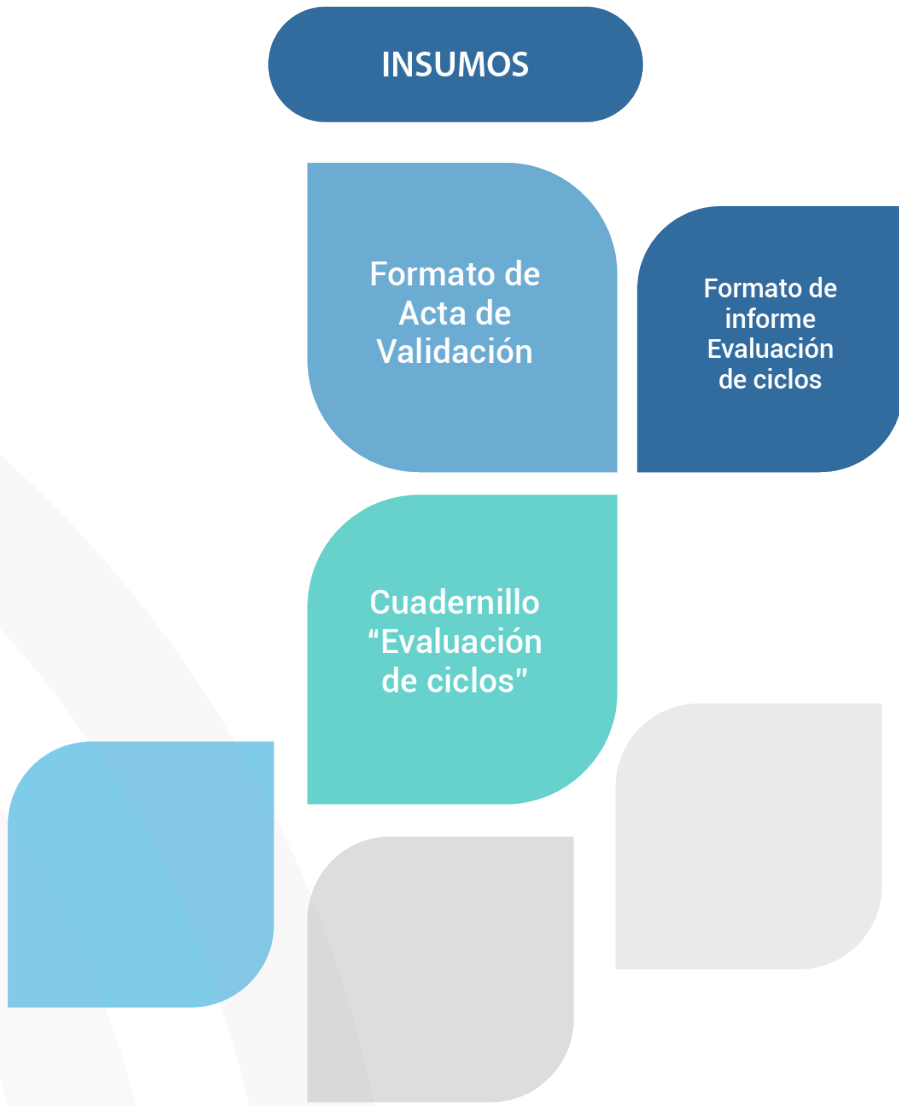 INSUMOS
Formato de
Acta de
Validación
Formato de
informe
Evaluación
de ciclos
Cuadernillo
“Evaluación
de ciclos”